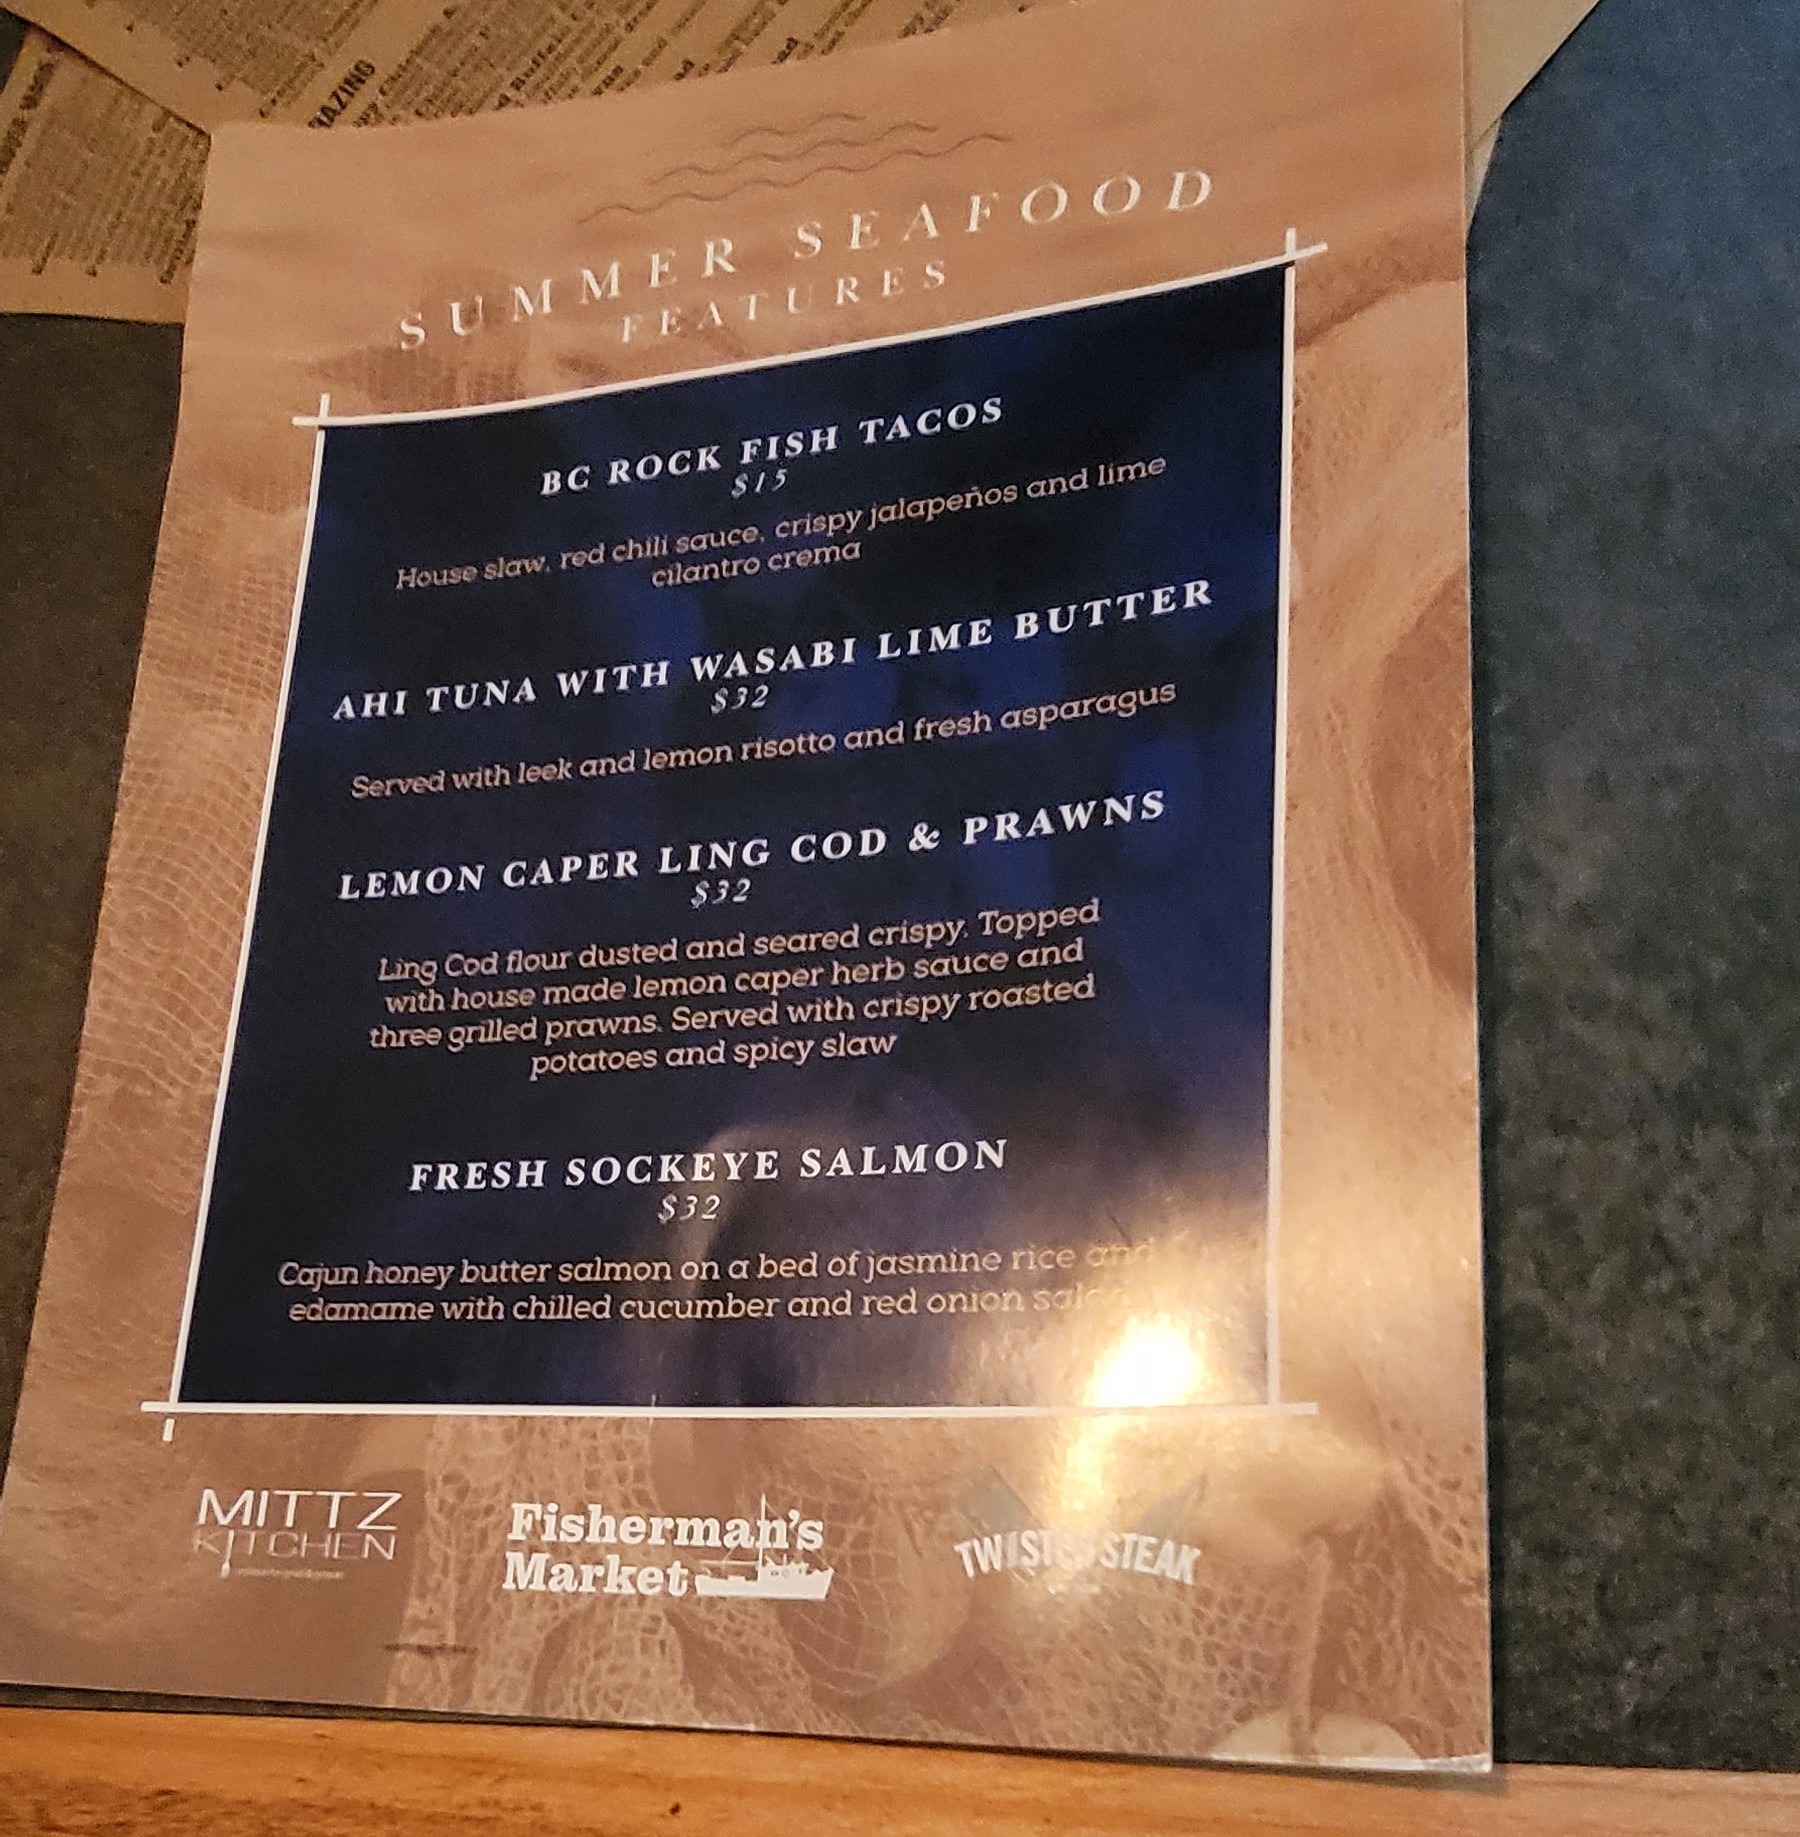 AZING
SUMMER SEAFOOD
FEATURES
BC ROCK FISH TACOS
$15
House slaw, red chili sauce, crispy jalapeños and lime
cilantro crema
AHI TUNA WITH WASABI LIME BUTTER
$32
Served with leek and lemon risotto and fresh asparagus
LEMON CAPER LING COD & PRAWNS
$32
Ling Cod flour dusted and seared crispy. Topped
with house made lemon caper herb sauce and
three grilled prawns. Served with crispy roasted
potatoes and spicy slaw
FRESH SOCKEYE SALMON
$32
Cajun honey butter salmon on a bed of jasmine rice and
edamame with chilled cucumber and red onion
MITTZ
KITCHEN
Fisherman's
Market
TWIST STEAK